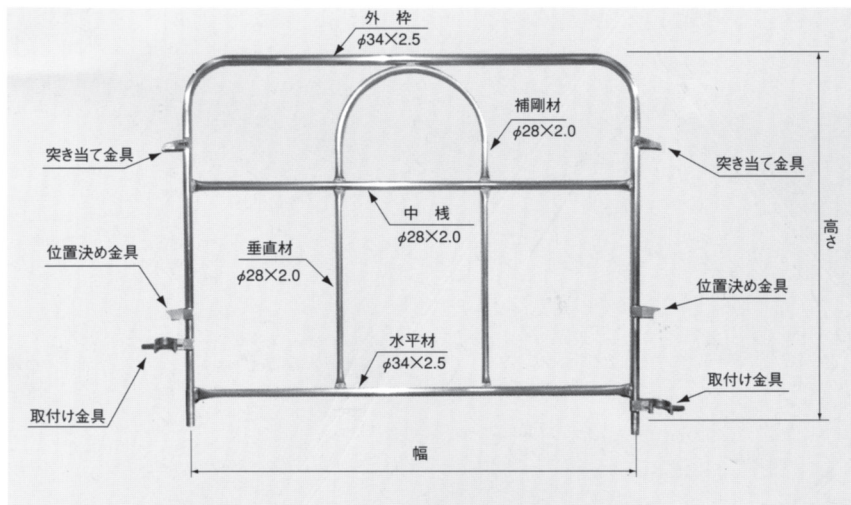 外 枠
φ34×2.5
補剛材
φ28×2.0
突き当て金具
突き当て金具
中 桟
φ28×2.0
高さ
垂直材
φ28×2.0
位置決め金具
位置決め金具
水平材
φ34×2.5
取付け金具
取付け金具
幅